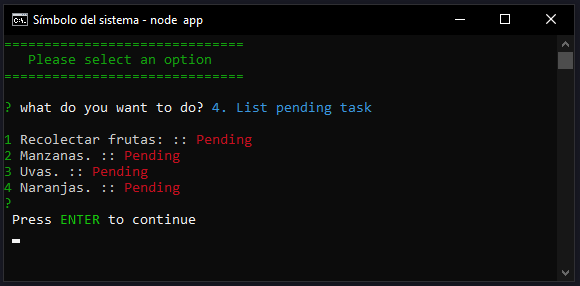 Símbolo del sistema - node app
==============================
Please select an option
==============================
? what do you want to do? 4. List pending task
1 Recolectar frutas: :: Pending
2 Manzanas. :: Pending
3 Uvas. :: Pending
4 Naranjas. :: Pending
?
Press ENTER to continue